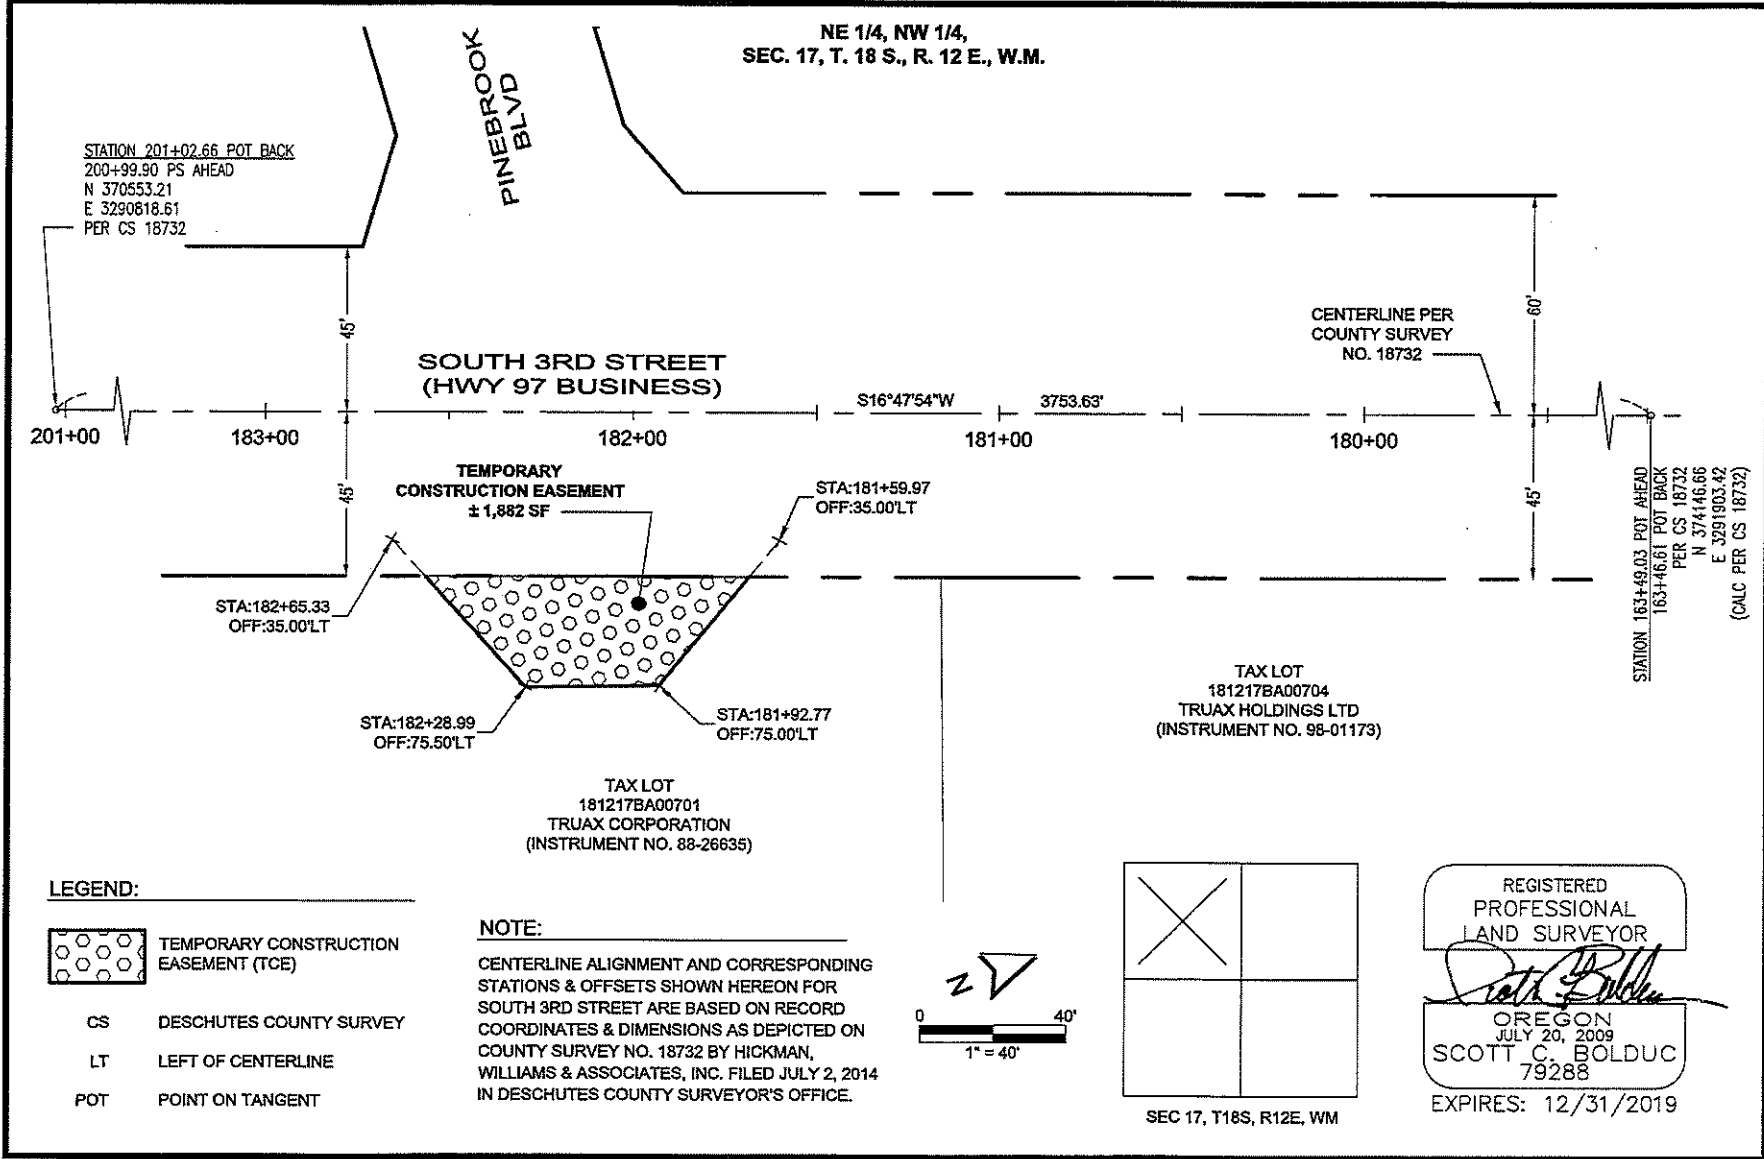 NE 1/4, NW 1/4,
SEC. 17, T. 18 S., R. 12 E., W.M.
PINEBROOK
BLVD
STATION 201+02.66 POT BACK
200+99.90 PS AHEAD
N 370553.21
E 3290818.61
PER CS 18732
45'
60'
CENTERLINE PER
COUNTY SURVEY
NO. 18732
SOUTH 3RD STREET
(HWY 97 BUSINESS)
S16°47'54"W 3753.63'
201+00 183+00 182+00 181+00 180+00
TEMPORARY
CONSTRUCTION EASEMENT
± 1,882 SF
45'
STA:181+59.97
OFF:35.00'LT
45'
STATION 163+49.03 POT AHEAD
163+46.61 POT BACK
PER CS 18732
N 374146.66
E 3291903.42
(CALC PER CS 18732)
STA:182+65.33
OFF:35.00'LT
STA:182+28.99
OFF:75.50'LT
STA:181+92.77
OFF:75.00'LT
TAX LOT
181217BA00704
TRUAX HOLDINGS LTD
(INSTRUMENT NO. 98-01173)
TAX LOT
181217BA00701
TRUAX CORPORATION
(INSTRUMENT NO. 88-26635)
LEGEND:
TEMPORARY CONSTRUCTION
EASEMENT (TCE)
CS DESCHUTES COUNTY SURVEY
LT LEFT OF CENTERLINE
POT POINT ON TANGENT
NOTE:
CENTERLINE ALIGNMENT AND CORRESPONDING
STATIONS & OFFSETS SHOWN HEREON FOR
SOUTH 3RD STREET ARE BASED ON RECORD
COORDINATES & DIMENSIONS AS DEPICTED ON
COUNTY SURVEY NO. 18732 BY HICKMAN,
WILLIAMS & ASSOCIATES, INC. FILED JULY 2, 2014
IN DESCHUTES COUNTY SURVEYOR'S OFFICE.
N
0 40'
1" = 40'
SEC 17, T18S, R12E, WM
REGISTERED
PROFESSIONAL
LAND SURVEYOR
OREGON
JULY 20, 2009
SCOTT C. BOLDUC
79288
EXPIRES: 12/31/2019